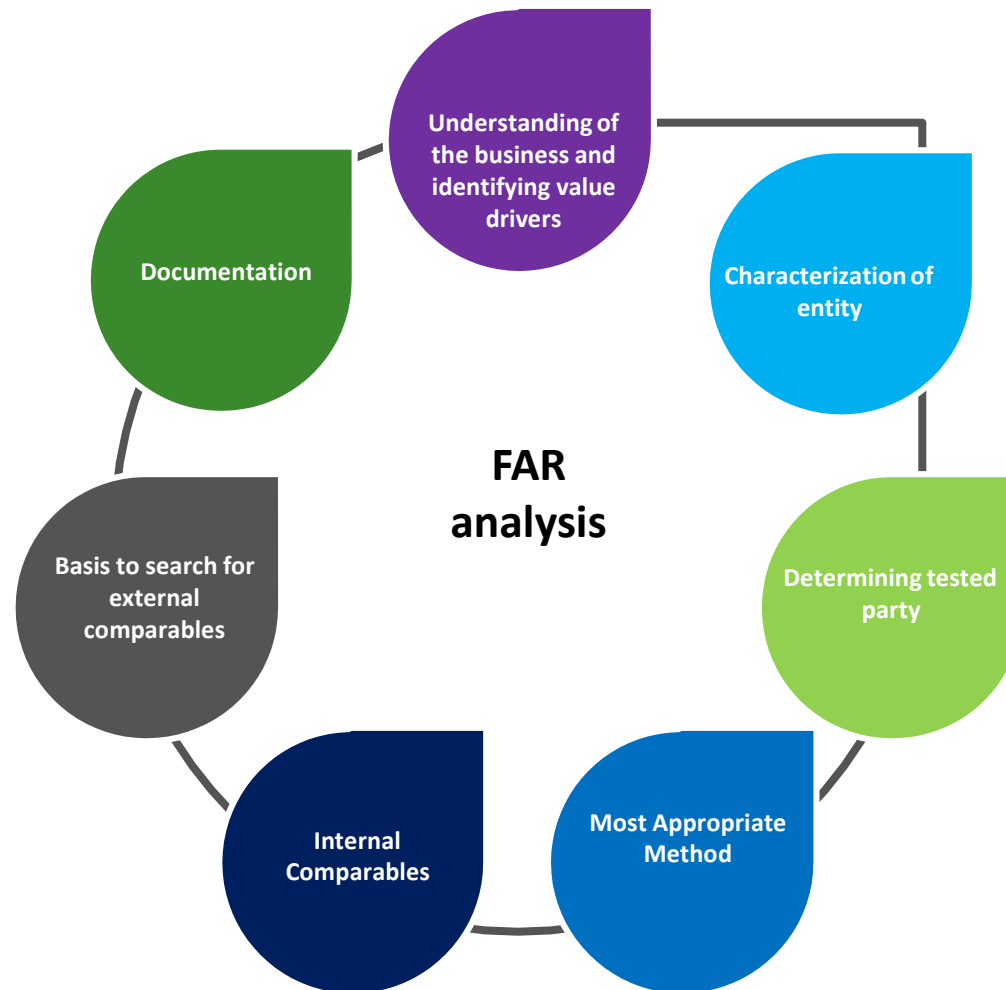 Understanding of
the business and
identifying value
drivers
Characterization of
entity
Determining tested
party
Most Appropriate
Method
Internal
Comparables
Basis to search for
external
comparables
Documentation
FAR
analysis